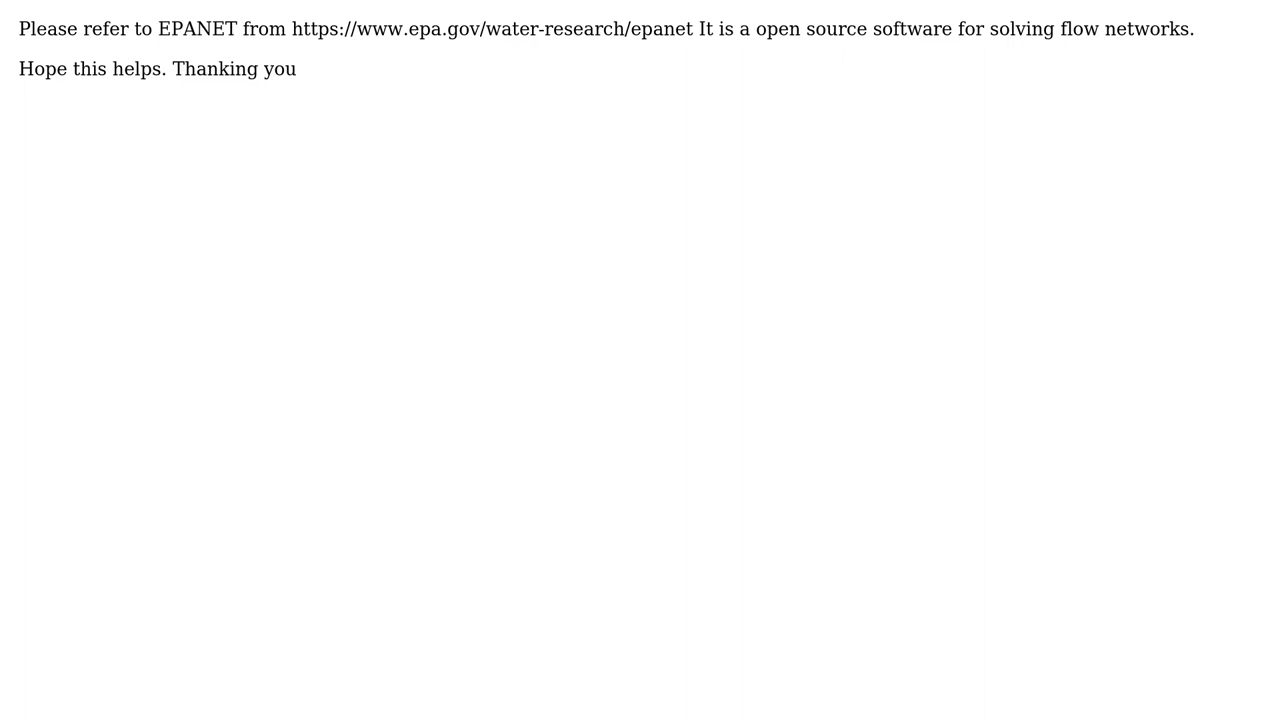 Please refer to EPANET from https://www.epa.gov/water-research/epanet It is a open source software for solving flow networks.
Hope this helps. Thanking you